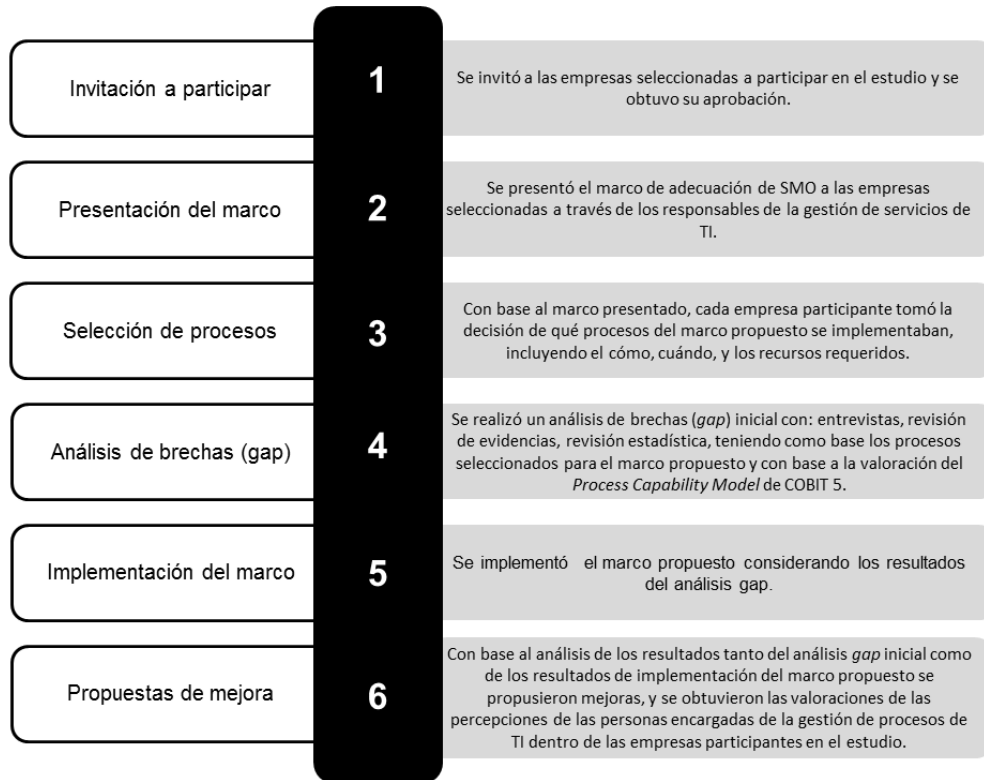 Invitación a participar
1
Se invitó a las empresas seleccionadas a participar en el estudio y se
obtuvo su aprobación.
Presentación del marco
2
Se presentó el marco de adecuación de SMO a las empresas
seleccionadas a través de los responsables de la gestión de servicios de
TI.
Selección de procesos
3
Con base al marco presentado, cada empresa participante tomó la
decisión de qué procesos del marco propuesto se implementaban,
incluyendo el cómo, cuándo, y los recursos requeridos.
Análisis de brechas (gap)
4
Se realizó un análisis de brechas (gap) inicial con: entrevistas, revisión
de evidencias, revisión estadística, teniendo como base los procesos
seleccionados para el marco propuesto y con base a la valoración del
Process Capability Model de COBIT 5.
Implementación del marco
5
Se implementó el marco propuesto considerando los resultados
del análisis gap.
Propuestas de mejora
6
Con base al análisis de los resultados tanto del análisis gap inicial como
de los resultados de implementación del marco propuesto se
propusieron mejoras, y se obtuvieron las valoraciones de las
percepciones de las personas encargadas de la gestión de procesos de
TI dentro de las empresas participantes en el estudio.